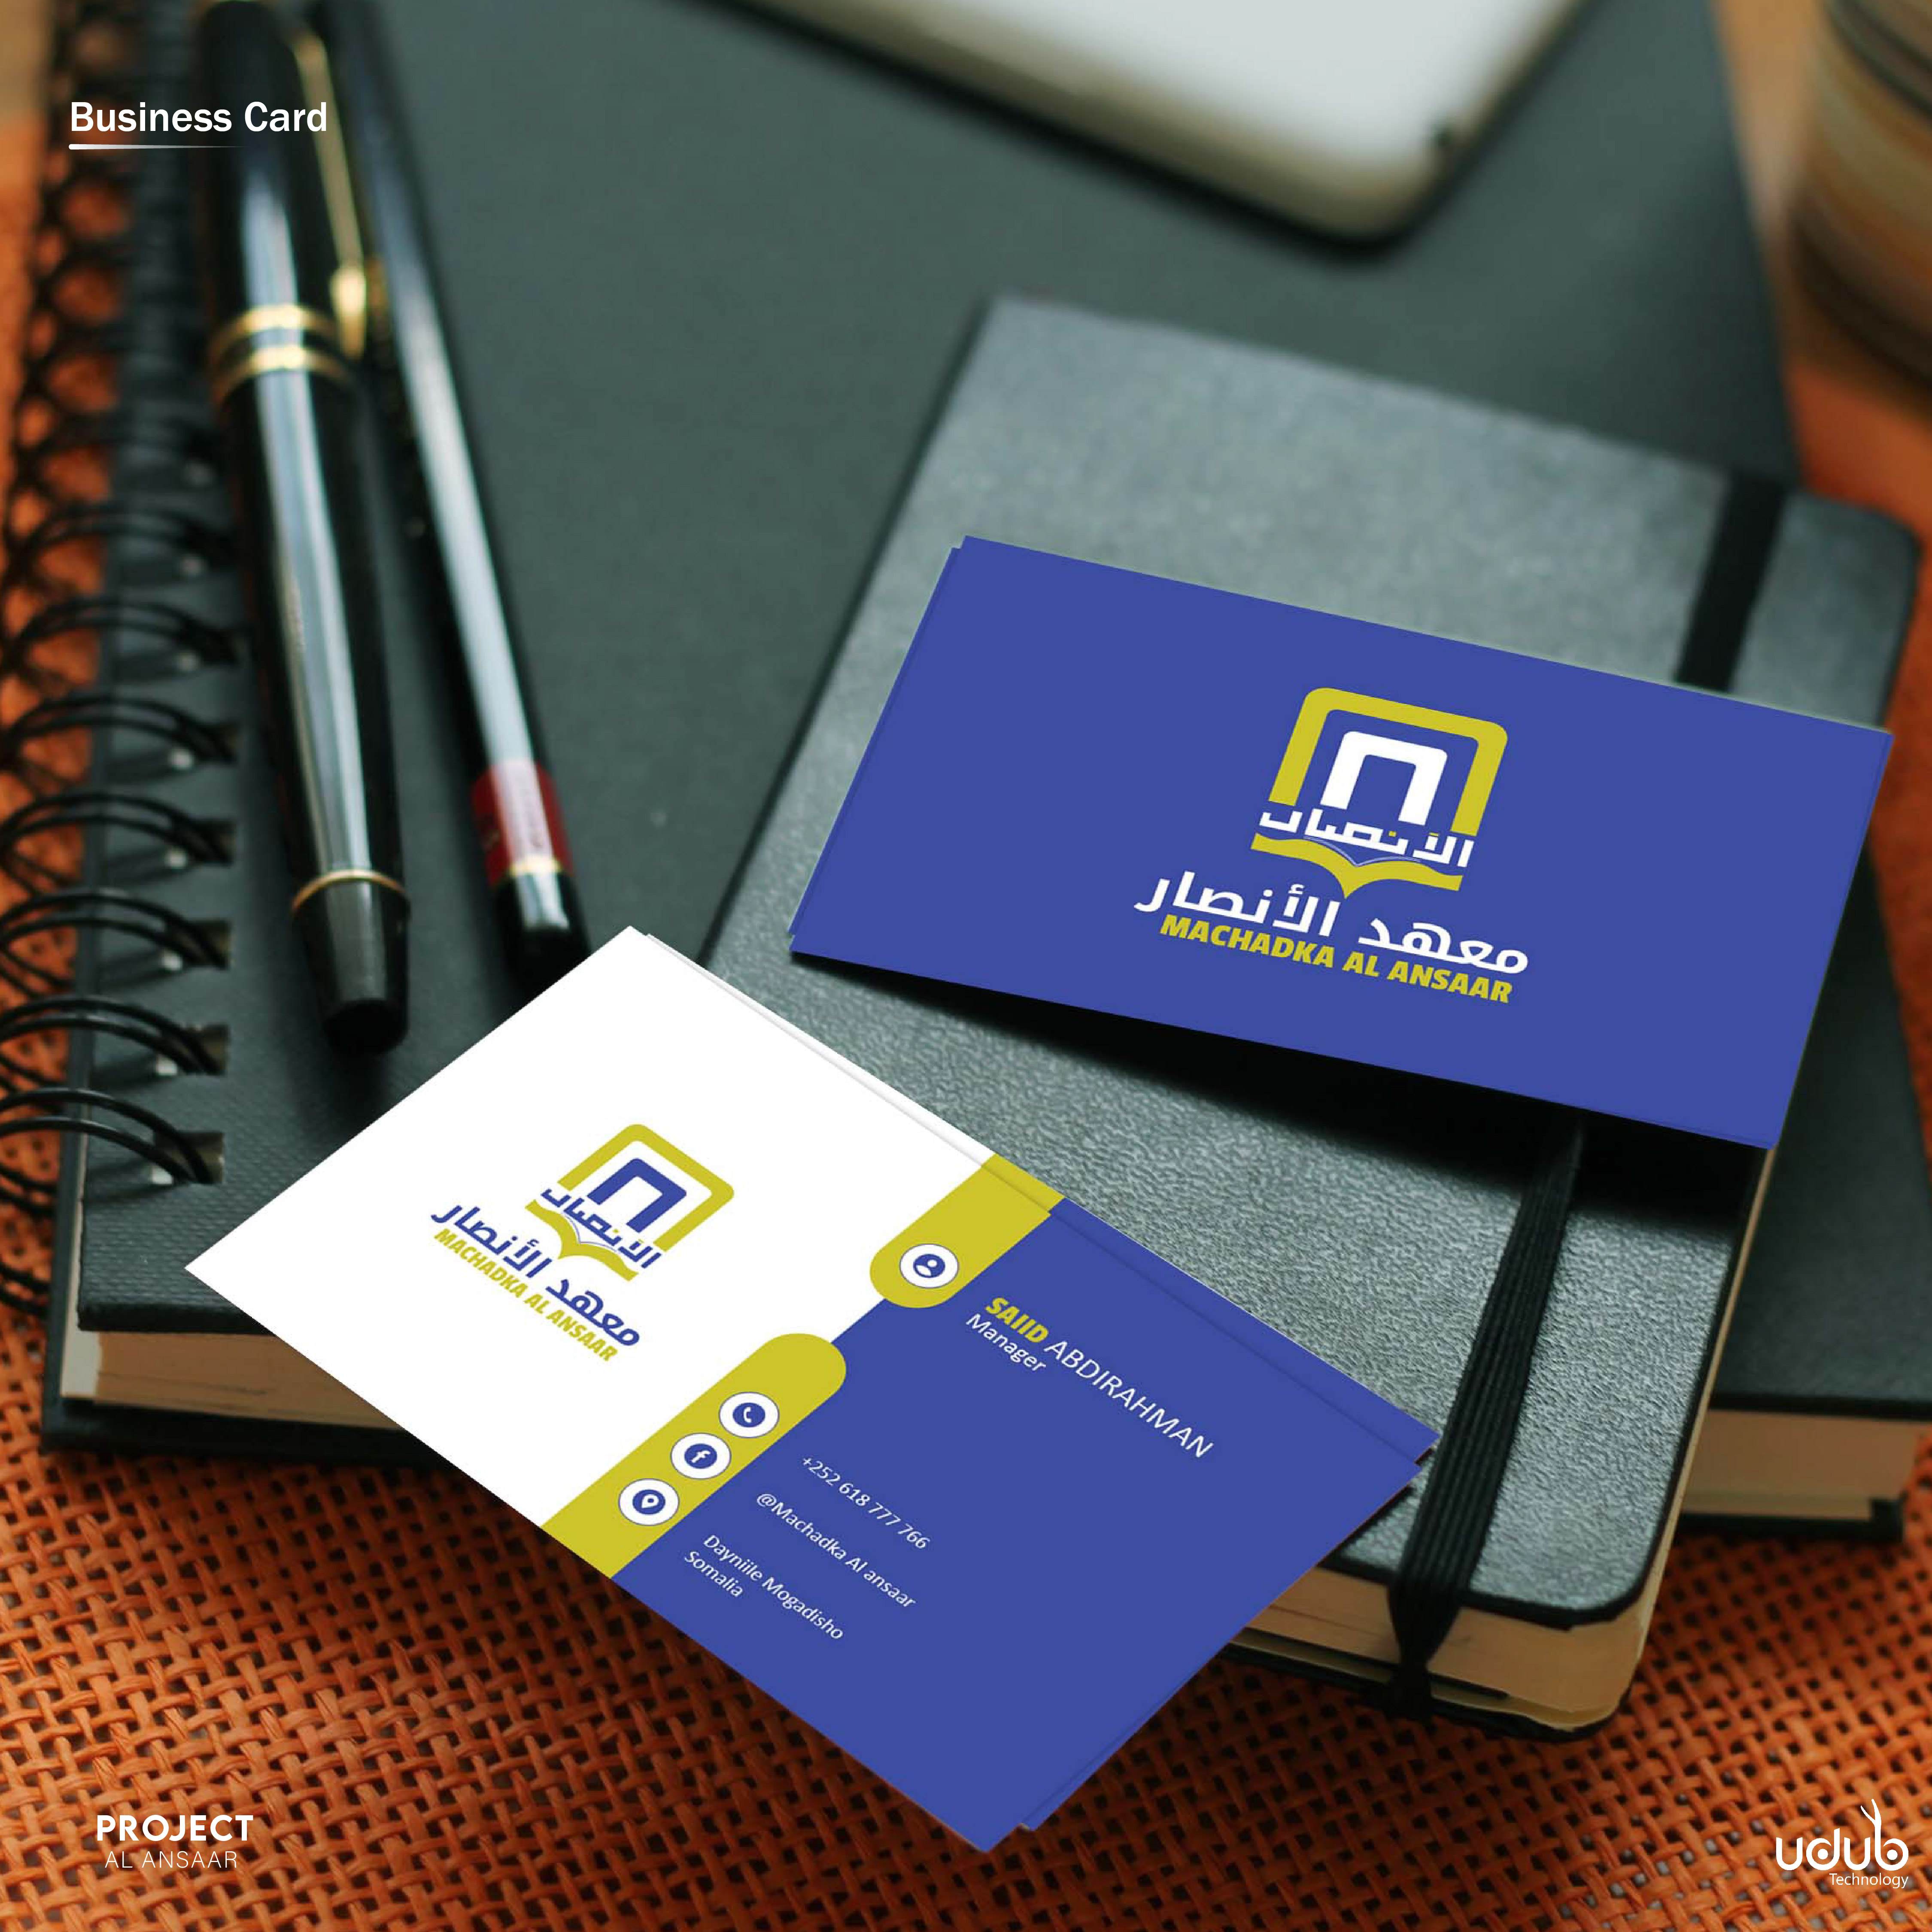 Business Card
الأنصار
معهد الأنصار
MACHADKA AL ANSAAR
الأنصار
معهد الأنصار
MACHADKA AL ANSAAR
SAIID ABDIRAHMAN
Manager
+252 618 777 766
@Machadka Al ansaar
Dayniile Mogadisho
Somalia
PROJECT
AL ANSAAR
udub
Technology